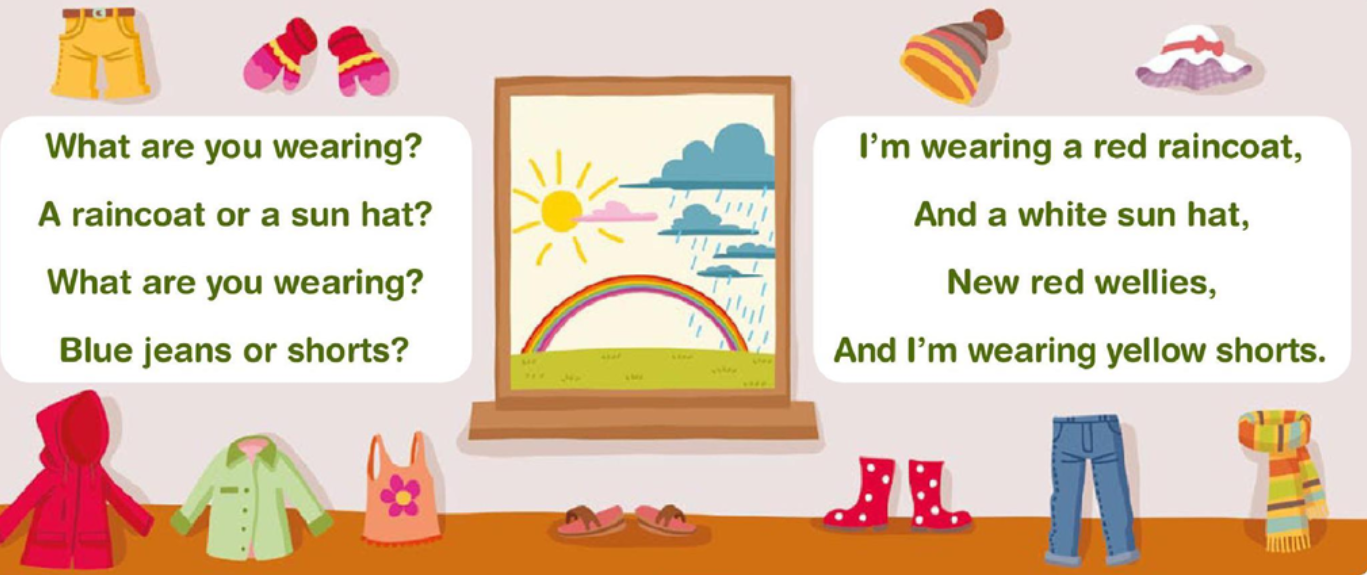 What are you wearing?
A raincoat or a sun hat?
What are you wearing?
Blue jeans or shorts?
I'm wearing a red raincoat,
And a white sun hat,
New red wellies,
And I'm wearing yellow shorts.